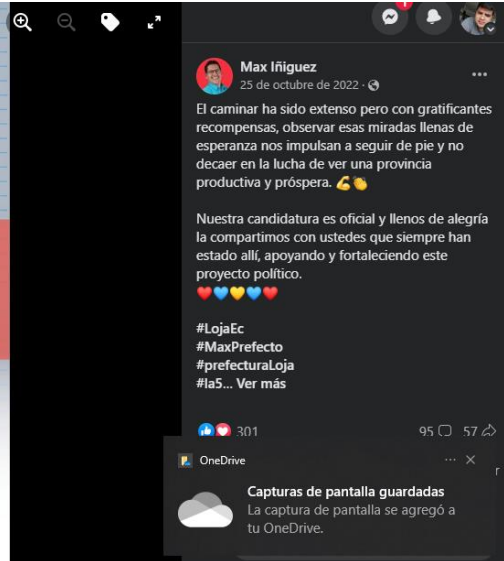 1
Max Iñiguez
25 de octubre de 2022 ·
El caminar ha sido extenso pero con gratificantes
recompensas, observar esas miradas llenas de
esperanza nos impulsan a seguir de pie y no
decaer en la lucha de ver una provincia
productiva y próspera. 💪👏
Nuestra candidatura es oficial y llenos de alegría
la compartimos con ustedes que siempre han
estado allí, apoyando y fortaleciendo este
proyecto político.
❤️💙💛💙❤️
#LojaEc
#MaxPrefecto
#prefecturaLoja
#la5... Ver más
301 95 57
OneDrive
Capturas de pantalla guardadas
La captura de pantalla se agregó a
tu OneDrive.